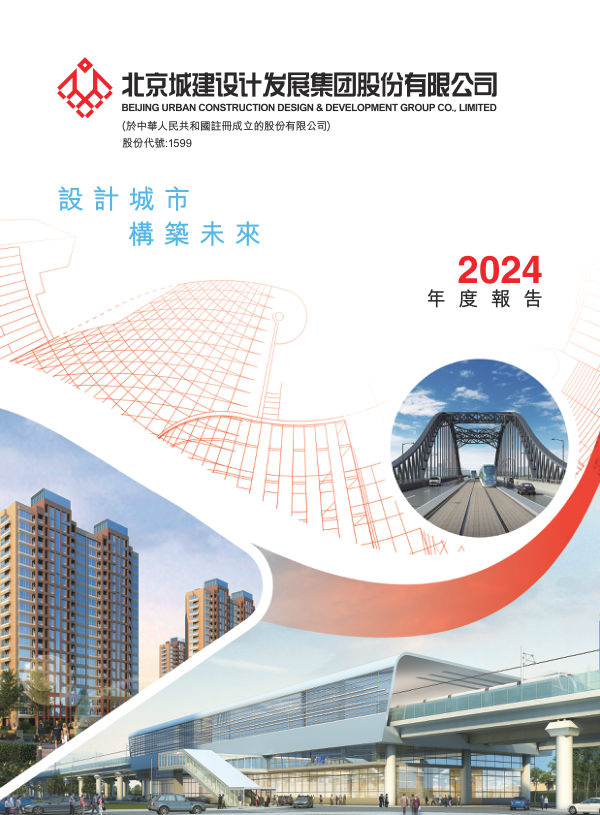 北京城建设计发展集团股份有限公司
BEIJING URBAN CONSTRUCTION DESIGN & DEVELOPMENT GROUP CO., LIMITED
(於中華人民共和國註冊成立的股份有限公司)
股份代號:1599
設計城市
構築未來
2024
年度報告